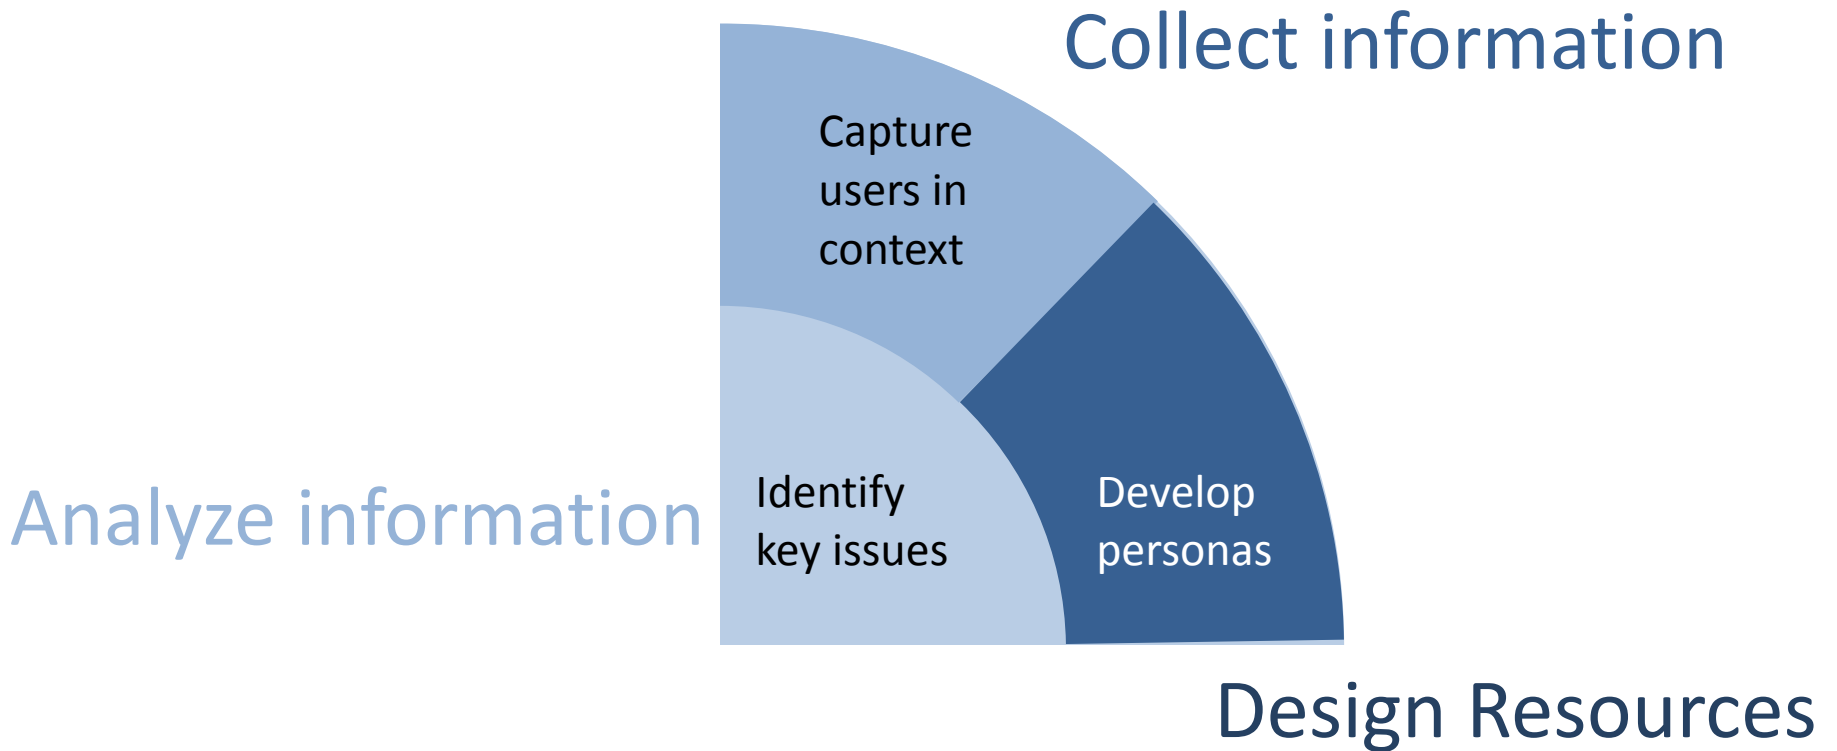 Collect information
Capture
users in
context
Analyze information
Identify
key issues
Develop
personas
Design Resources